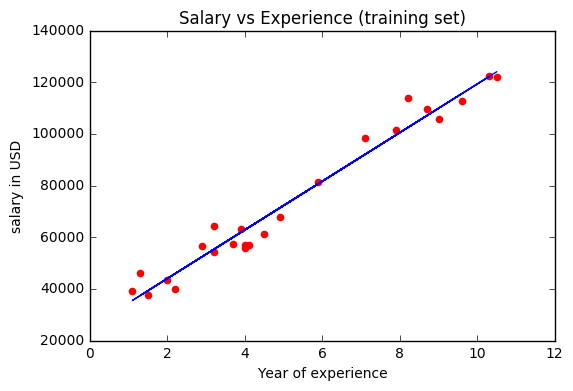 Salary vs Experience (training set)
140000
120000
100000
80000
60000
40000
20000
salary in USD
0 2 4 6 8 10 12
Year of experience